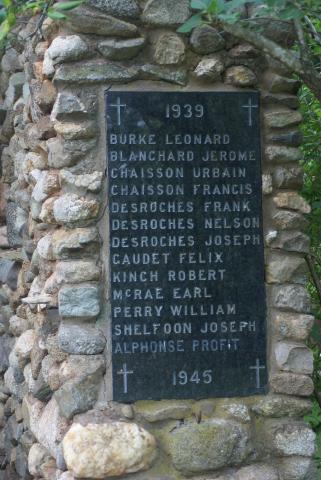 1939
BURKE LEONARD
BLANCHARD JEROME
CHAISSON URBAIN
CHAISSON FRANCIS
DESROCHES FRANK
DESROCHES NELSON
DESROCHES JOSEPH
GAUDET FELIX
KINCH ROBERT
MCRAE EARL
PERRY WILLIAM
SHELFOON JOSEPH
ALPHONSE PROFIT
1945